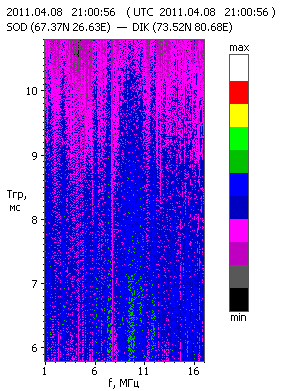 2011.04.08 21:00:56 (UTC 2011.04.08 21:00:56)
SOD (67.37N 26.63E) — DIK (73.52N 80.68E)
max
10
9
Tгр,
мс
8
7
6
min
1 6 11 16
f, МГц